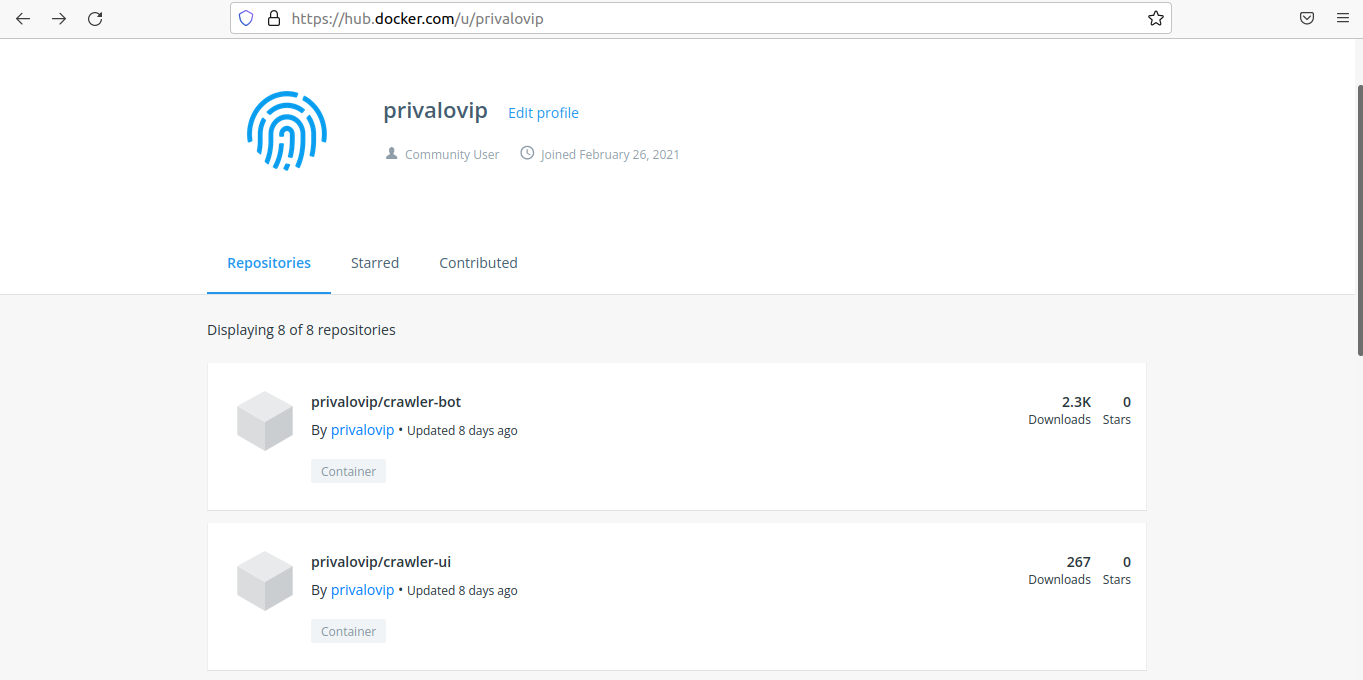 https://hub.docker.com/u/privalovip
privalovip Edit profile
Community User Joined February 26, 2021
Repositories Starred Contributed
Displaying 8 of 8 repositories
privalovip/crawler-bot 2.3K 0
Downloads Stars
By privalovip • Updated 8 days ago
Container
privalovip/crawler-ui 267 0
Downloads Stars
By privalovip • Updated 8 days ago
Container